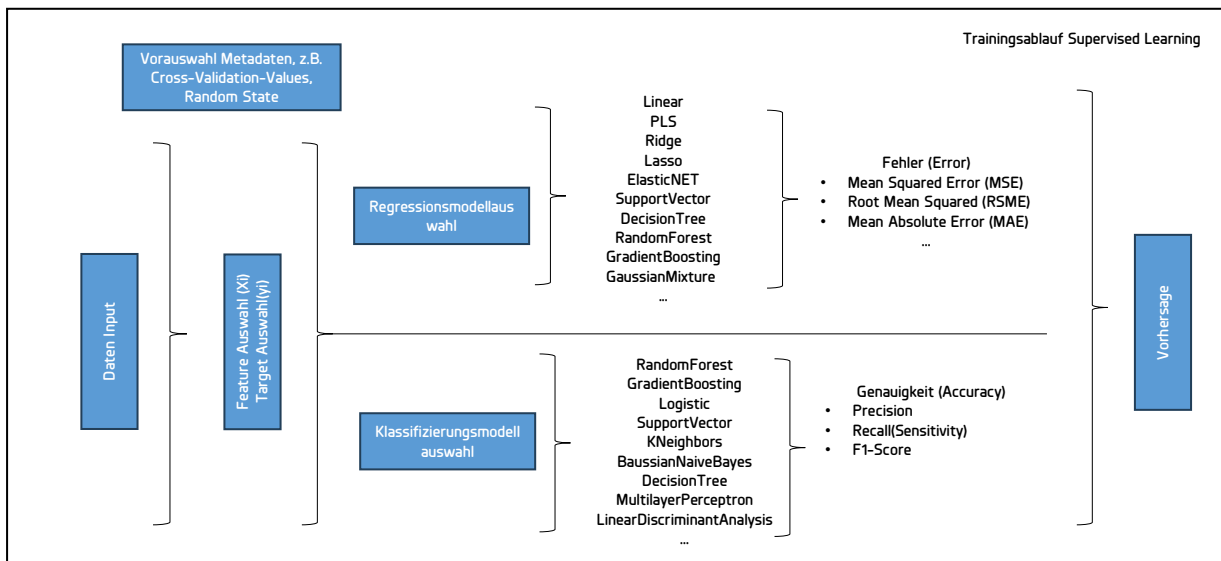 Trainingsablauf Supervised Learning
Vorauswahl Metadaten, z.B.
Cross-Validation-Values,
Random State
Daten Input
Feature Auswahl (Xi)
Target Auswahl(yi)
Regressionsmodellaus
wahl
Linear
PLS
Ridge
Lasso
ElasticNET
SupportVector
DecisionTree
RandomForest
GradientBoosting
GaussianMixture
...
Fehler (Error)
• Mean Squared Error (MSE)
• Root Mean Squared (RSME)
• Mean Absolute Error (MAE)
...
Klassifizierungsmodell
auswahl
RandomForest
GradientBoosting
Logistic
SupportVector
KNeighbors
BaussianNaiveBayes
DecisionTree
MultilayerPerceptron
LinearDiscriminantAnalysis
...
Genauigkeit (Accuracy)
• Precision
• Recall(Sensitivity)
• F1-Score
Vorhersage